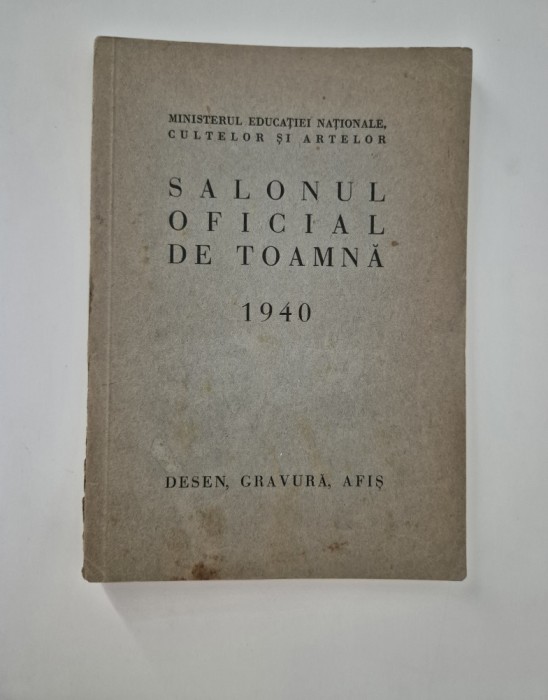 MINISTERUL EDUCAȚIEI NAȚIONALE,
CULTELOR ȘI ARTELOR
SALONUL
OFICIAL
DE TOAMNĂ
1940
DESEN, GRAVURĂ, AFIȘ